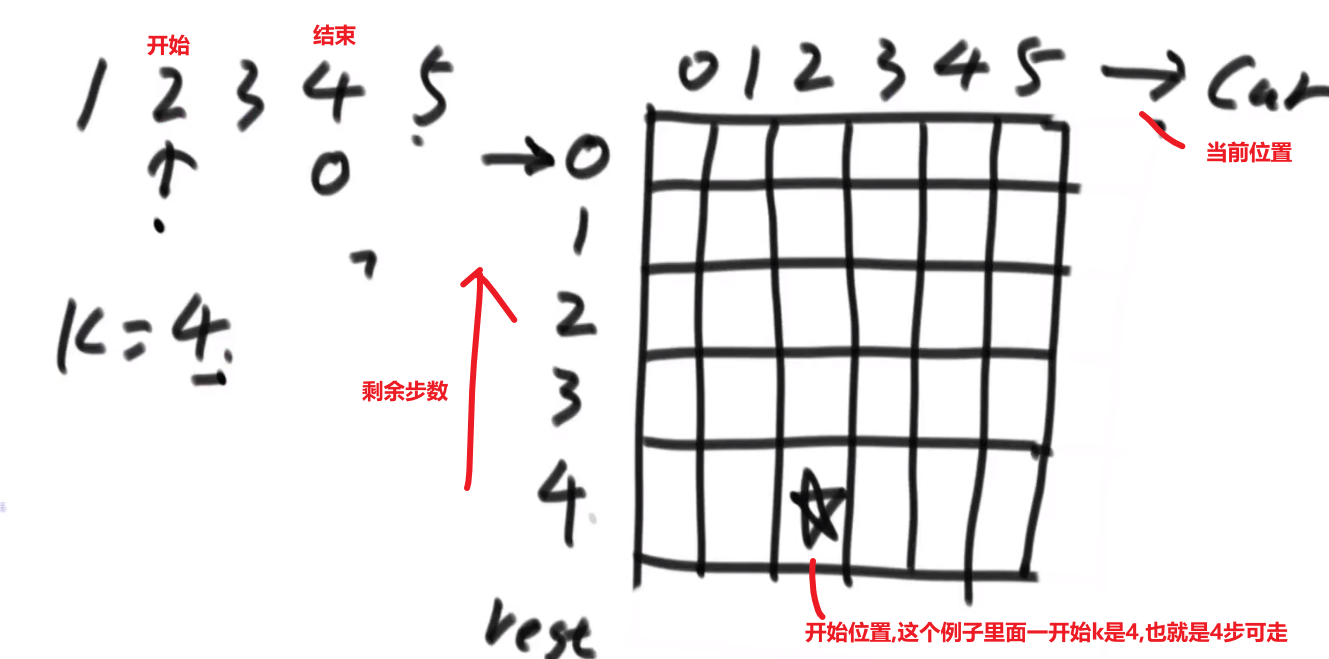 开始 结束
1 2 3 4 5
0
K=4
0 1 2 3 4 5 → Cur
当前位置
→ 0
1
2
3
4
剩余步数
rest
开始位置,这个例子里面一开始k是4,也就是4步可走